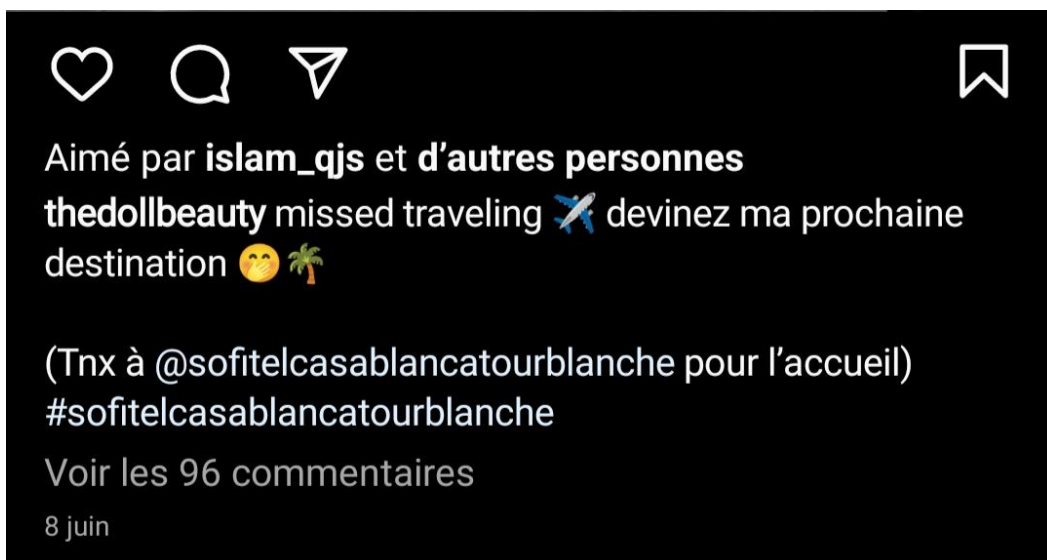 Aimé par islam_qjs et d'autres personnes
thedollbeauty missed traveling ✈️ devinez ma prochaine
destination 🤭🌴
(Tnx à @sofitelcasablancatourblanche pour l'accueil)
#sofitelcasablancatourblanche
Voir les 96 commentaires
8 juin